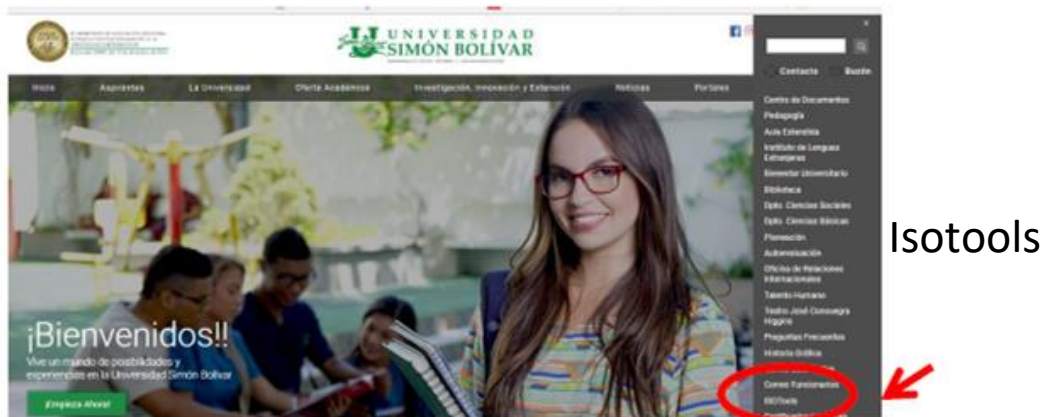 UNIVERSIDAD
SIMÓN BOLÍVAR
Contacto Buzón
Inicio Aspirantes La Universidad Oferta Académica Investigación, Innovación y Extensión Noticias Portales
Centro de Documentos
Pedagogía
Aula Extendida
Instituto de Lenguas
Extranjeras
Bienestar Universitario
Biblioteca
Dpto. Ciencias Sociales
Dpto. Ciencias Básicas
Planeación
Autoevaluación
Oficina de Relaciones
Internacionales
Talento Humano
Teatro José Consuegra
Higgins
Preguntas Frecuentes
Historia Gráfica
Correo Funcionarios
ISOTools
Isotools
¡Bienvenidos!!
Vive un mundo de posibilidades y
experiencias en la Universidad Simón Bolívar
¡Empieza Ahora!